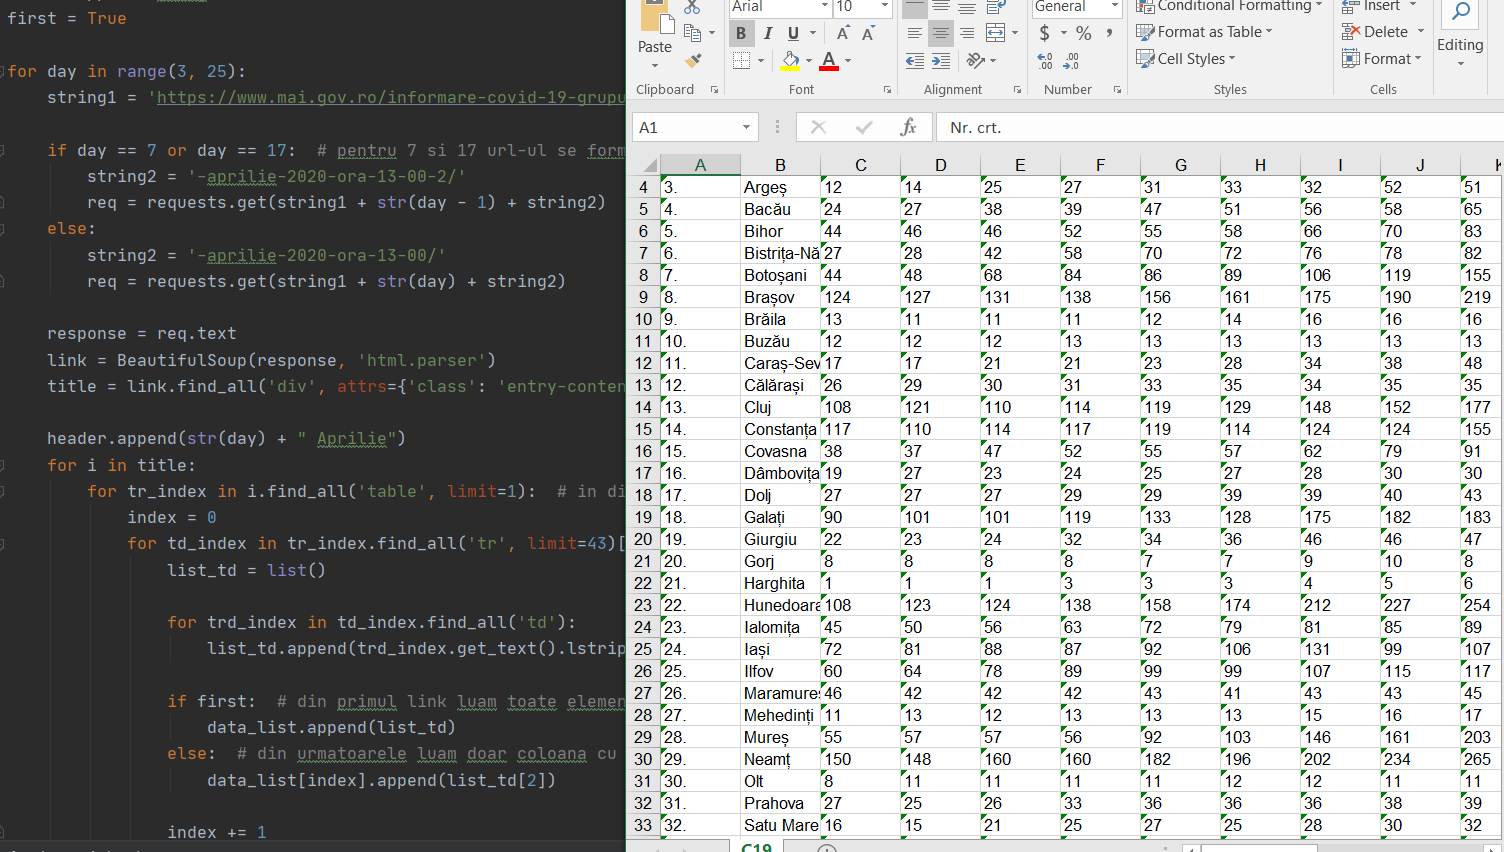 first = True
for day in range(3, 25):
string1 = 'https://www.mai.gov.ro/informare-covid-19-grupu
if day == 7 or day == 17:  # pentru 7 si 17 url-ul se form
string2 = '-aprilie-2020-ora-13-00-2/'
req = requests.get(string1 + str(day - 1) + string2)
else:
string2 = '-aprilie-2020-ora-13-00/'
req = requests.get(string1 + str(day) + string2)
response = req.text
link = BeautifulSoup(response, 'html.parser')
title = link.find_all('div', attrs={'class': 'entry-conten
header.append(str(day) + " Aprilie")
for i in title:
for tr_index in i.find_all('table', limit=1):  # in di
index = 0
for td_index in tr_index.find_all('tr', limit=43)[
list_td = list()
for trd_index in td_index.find_all('td'):
list_td.append(trd_index.get_text().lstrip
if first:  # din primul link luam toate elemen
data_list.append(list_td)
else:  # din urmatoarele luam doar coloana cu
data_list[index].append(list_td[2])
index += 1
Arial 10 General Conditional Formatting Insert
Paste B I U A A $ % , Format as Table Delete Editing
A Cell Styles Format
Clipboard Font Alignment Number Styles Cells
A1 fx Nr. crt.
A B C D E F G H I J
4 3. Argeș 12 14 25 27 31 33 32 52 51
5 4. Bacău 24 27 38 39 47 51 56 58 65
6 5. Bihor 44 46 46 52 55 58 66 70 83
7 6. Bistrița-Nă 27 28 42 58 70 72 76 78 82
8 7. Botoșani 44 48 68 84 86 89 106 119 155
9 8. Brașov 124 127 131 138 156 161 175 190 219
10 9. Brăila 13 11 11 11 12 14 16 16 16
11 10. Buzău 12 12 12 13 13 13 13 13 13
12 11. Caraș-Sev 17 17 21 21 23 28 34 38 48
13 12. Călărași 26 29 30 31 33 35 34 35 35
14 13. Cluj 108 121 110 114 119 129 148 152 177
15 14. Constanța 117 110 114 117 119 114 124 124 155
16 15. Covasna 38 37 47 52 55 57 62 79 91
17 16. Dâmbovița 19 27 23 24 25 27 28 30 30
18 17. Dolj 27 27 27 29 29 39 39 40 43
19 18. Galați 90 101 101 119 133 128 175 182 183
20 19. Giurgiu 22 23 24 32 34 36 46 46 47
21 20. Gorj 8 8 8 8 7 7 9 10 8
22 21. Harghita 1 1 1 3 3 3 4 5 6
23 22. Hunedoara 108 123 124 138 158 174 212 227 254
24 23. Ialomița 45 50 56 63 72 79 81 85 89
25 24. Iași 72 81 88 87 92 106 131 99 107
26 25. Ilfov 60 64 78 89 99 99 107 115 117
27 26. Maramureș 46 42 42 42 43 41 43 43 45
28 27. Mehedinți 11 13 12 13 13 13 15 16 17
29 28. Mureș 55 57 57 56 92 103 146 161 203
30 29. Neamț 150 148 160 160 182 196 202 234 265
31 30. Olt 8 11 11 11 11 12 12 11 11
32 31. Prahova 27 25 26 33 36 36 36 38 39
33 32. Satu Mare 16 15 21 25 27 25 28 30 32
C19